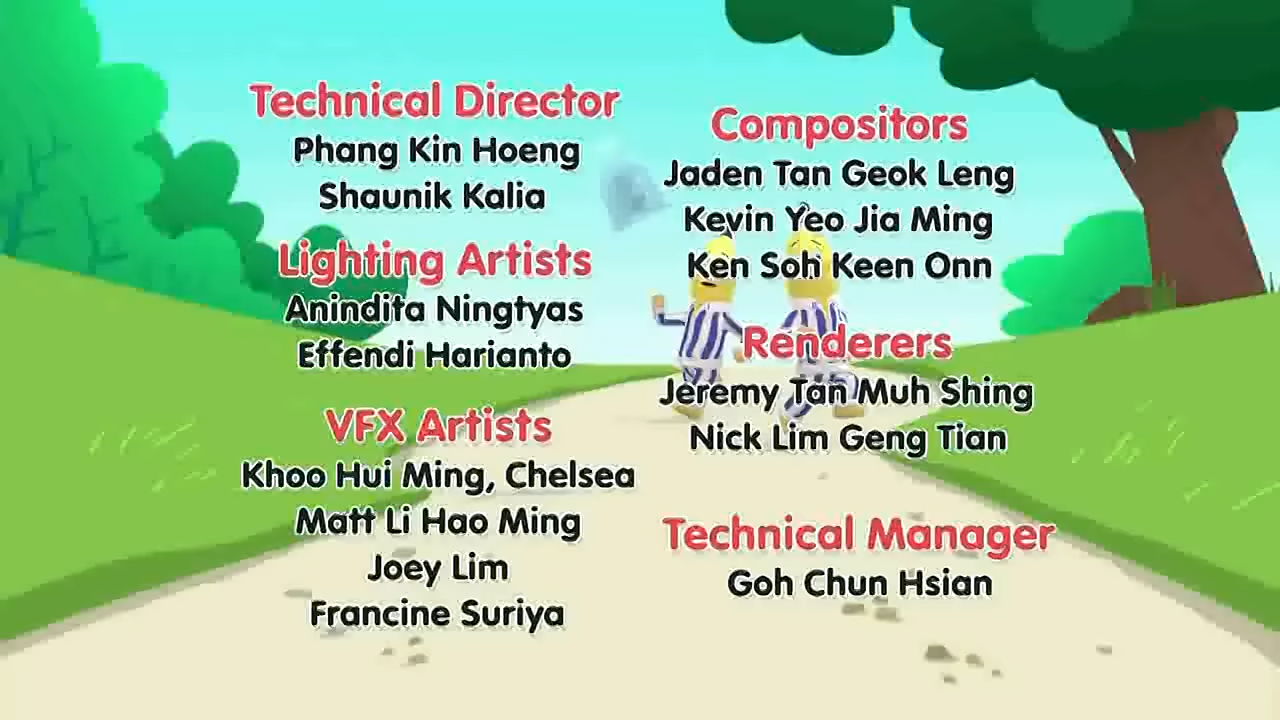 Technical Director
Phang Kin Hoeng
Shaunik Kalia
Lighting Artists
Anindita Ningtyas
Effendi Harianto
VFX Artists
Khoo Hui Ming, Chelsea
Matt Li Hao Ming
Joey Lim
Francine Suriya
Compositors
Jaden Tan Geok Leng
Kevin Yeo Jia Ming
Ken Soh Keen Onn
Renderers
Jeremy Tan Muh Shing
Nick Lim Geng Tian
Technical Manager
Goh Chun Hsian